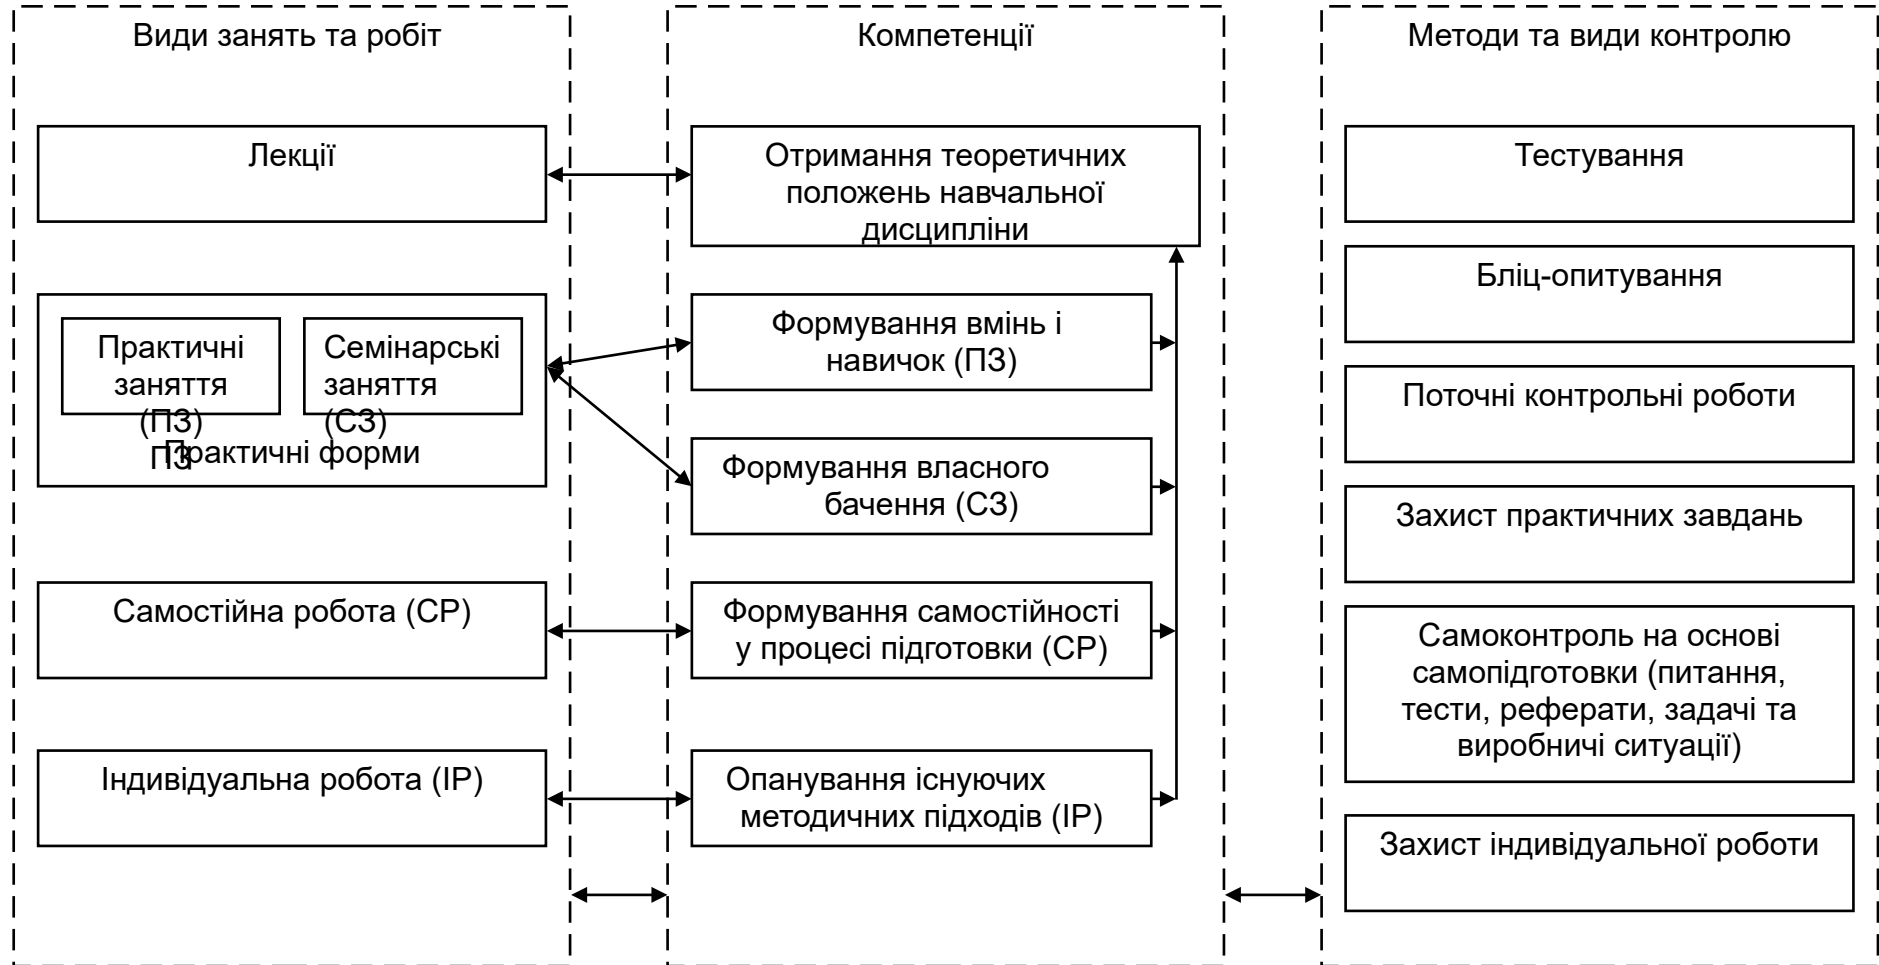 Види занять та робіт
Лекції
Практичні
заняття
(ПЗ)
ПЗ
Семінарські
заняття
(СЗ)
Практичні форми
Самостійна робота (СР)
Індивідуальна робота (ІР)
Компетенції
Отримання теоретичних
положень навчальної
дисципліни
Формування вмінь і
навичок (ПЗ)
Формування власного
бачення (СЗ)
Формування самостійності
у процесі підготовки (СР)
Опанування існуючих
методичних підходів (ІР)
Методи та види контролю
Тестування
Бліц-опитування
Поточні контрольні роботи
Захист практичних завдань
Самоконтроль на основі
самопідготовки (питання,
тести, реферати, задачі та
виробничі ситуації)
Захист індивідуальної роботи